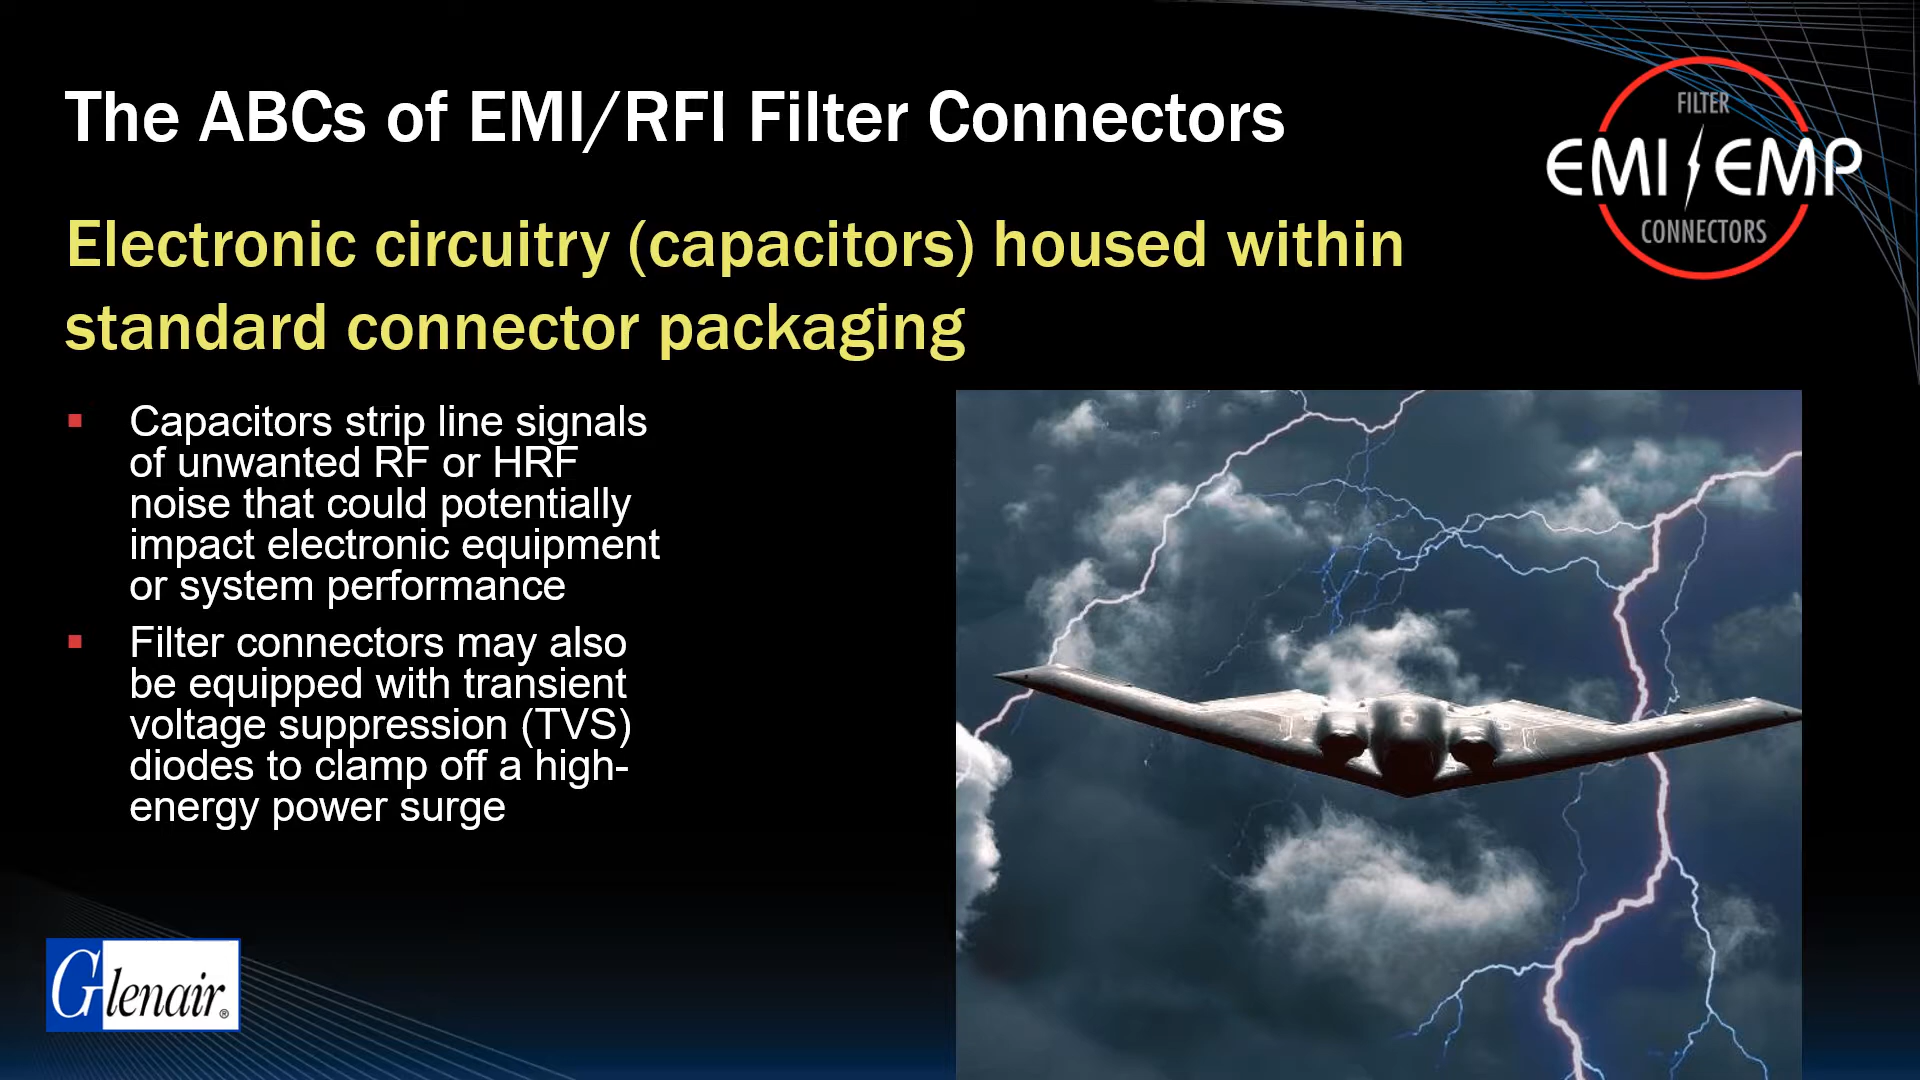 The ABCs of EMI/RFI Filter Connectors
FILTER
EMI EMP
CONNECTORS
Electronic circuitry (capacitors) housed within
standard connector packaging
Capacitors strip line signals
of unwanted RF or HRF
noise that could potentially
impact electronic equipment
or system performance
Filter connectors may also
be equipped with transient
voltage suppression (TVS)
diodes to clamp off a high-
energy power surge
Glenair®